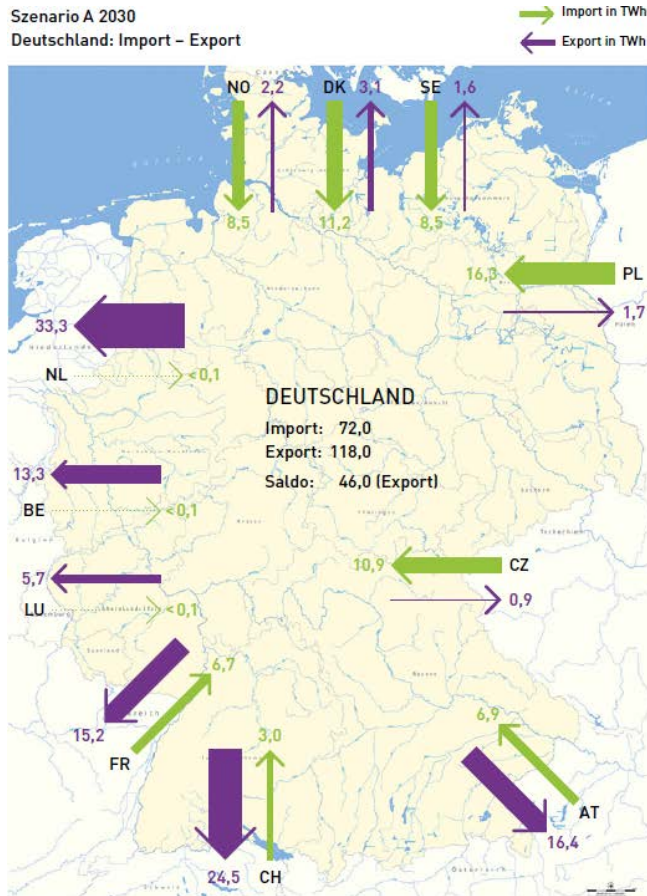 Szenario A 2030
Deutschland: Import – Export
Import in TWh
Export in TWh
NO 2,2 DK 3,1 SE 1,6
8,5 11,2 8,5
16,3 PL
1,7
33,3
NL <0,1
DEUTSCHLAND
Import: 72,0
Export: 118,0
Saldo: 46,0 (Export)
13,3
BE <0,1
10,9 CZ
5,7
0,9
LU <0,1
6,7
15,2
FR
3,0
6,9
AT
16,4
24,5 CH